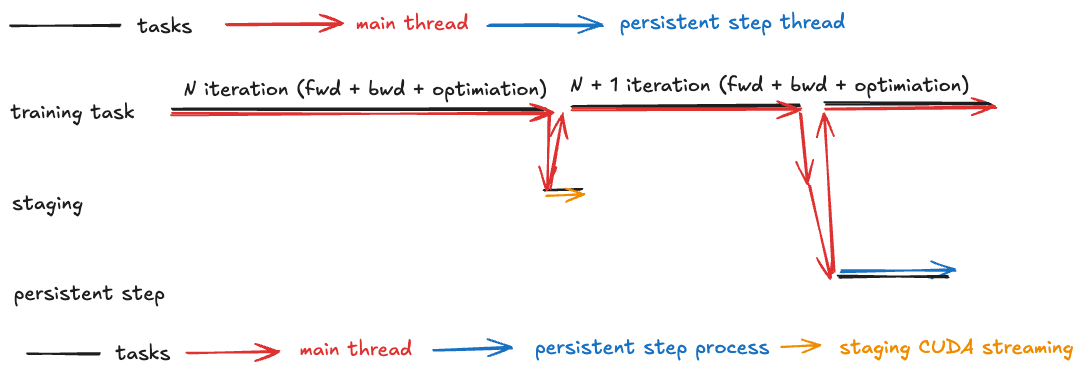 tasks main thread persistent step thread
N iteration (fwd + bwd + optimiation) N + 1 iteration (fwd + bwd + optimiation)
training task
staging
persistent step
tasks main thread persistent step process staging CUDA streaming